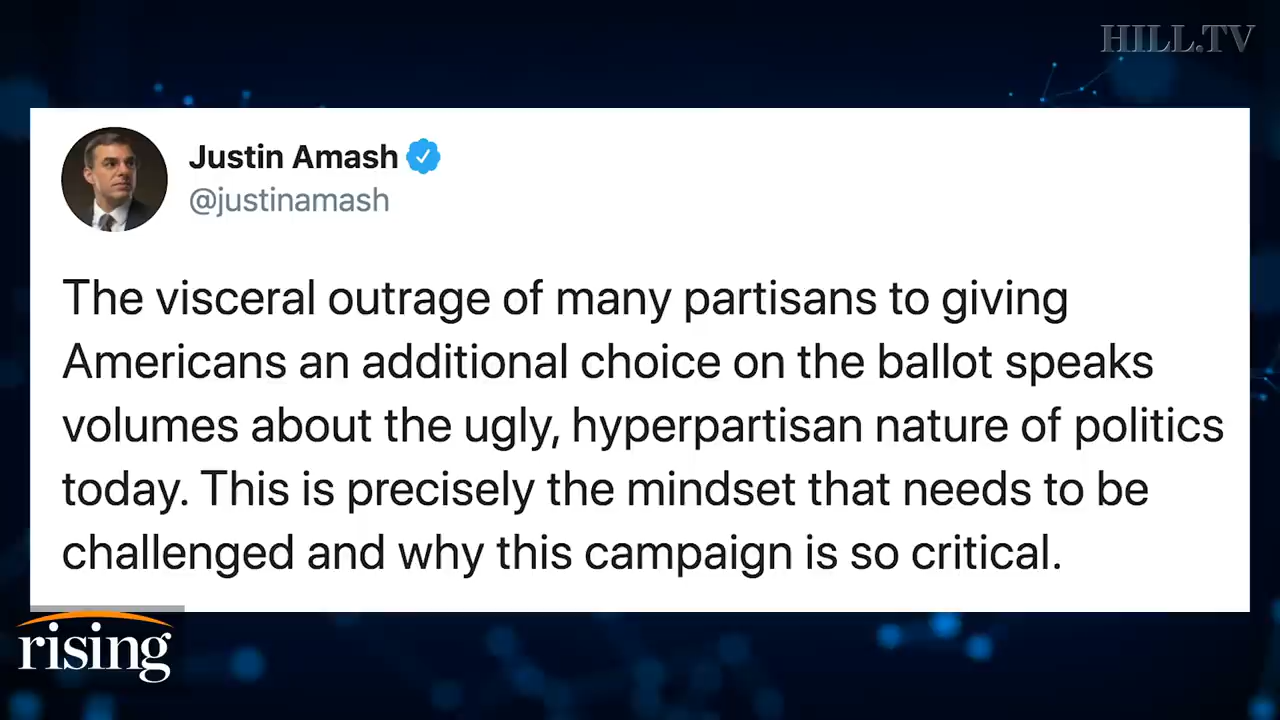 HILL.TV
Justin Amash
@justinamash
The visceral outrage of many partisans to giving
Americans an additional choice on the ballot speaks
volumes about the ugly, hyperpartisan nature of politics
today. This is precisely the mindset that needs to be
challenged and why this campaign is so critical.
rising